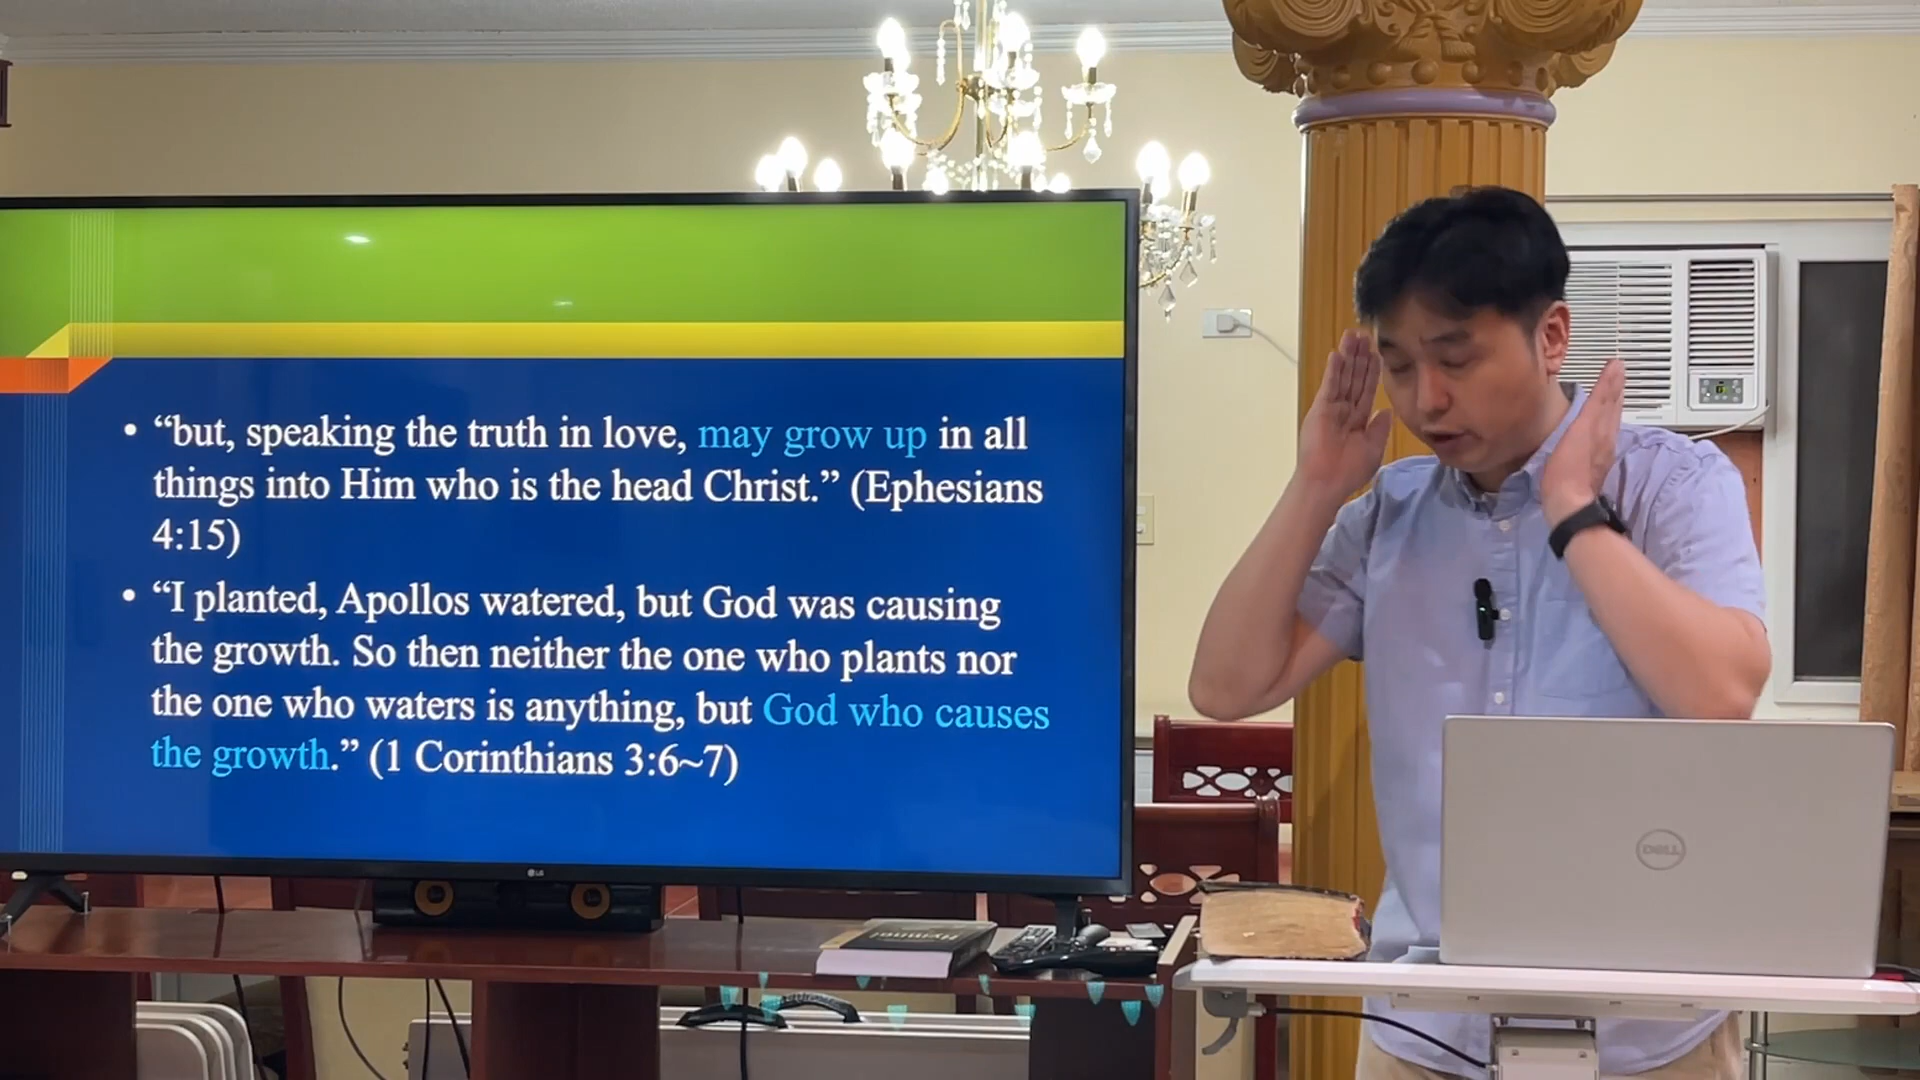 • “but, speaking the truth in love, may grow up in all
things into Him who is the head Christ.” (Ephesians
4:15)
• “I planted, Apollos watered, but God was causing
the growth. So then neither the one who plants nor
the one who waters is anything, but God who causes
the growth.” (1 Corinthians 3:6~7)
LG
Hymnal
DELL